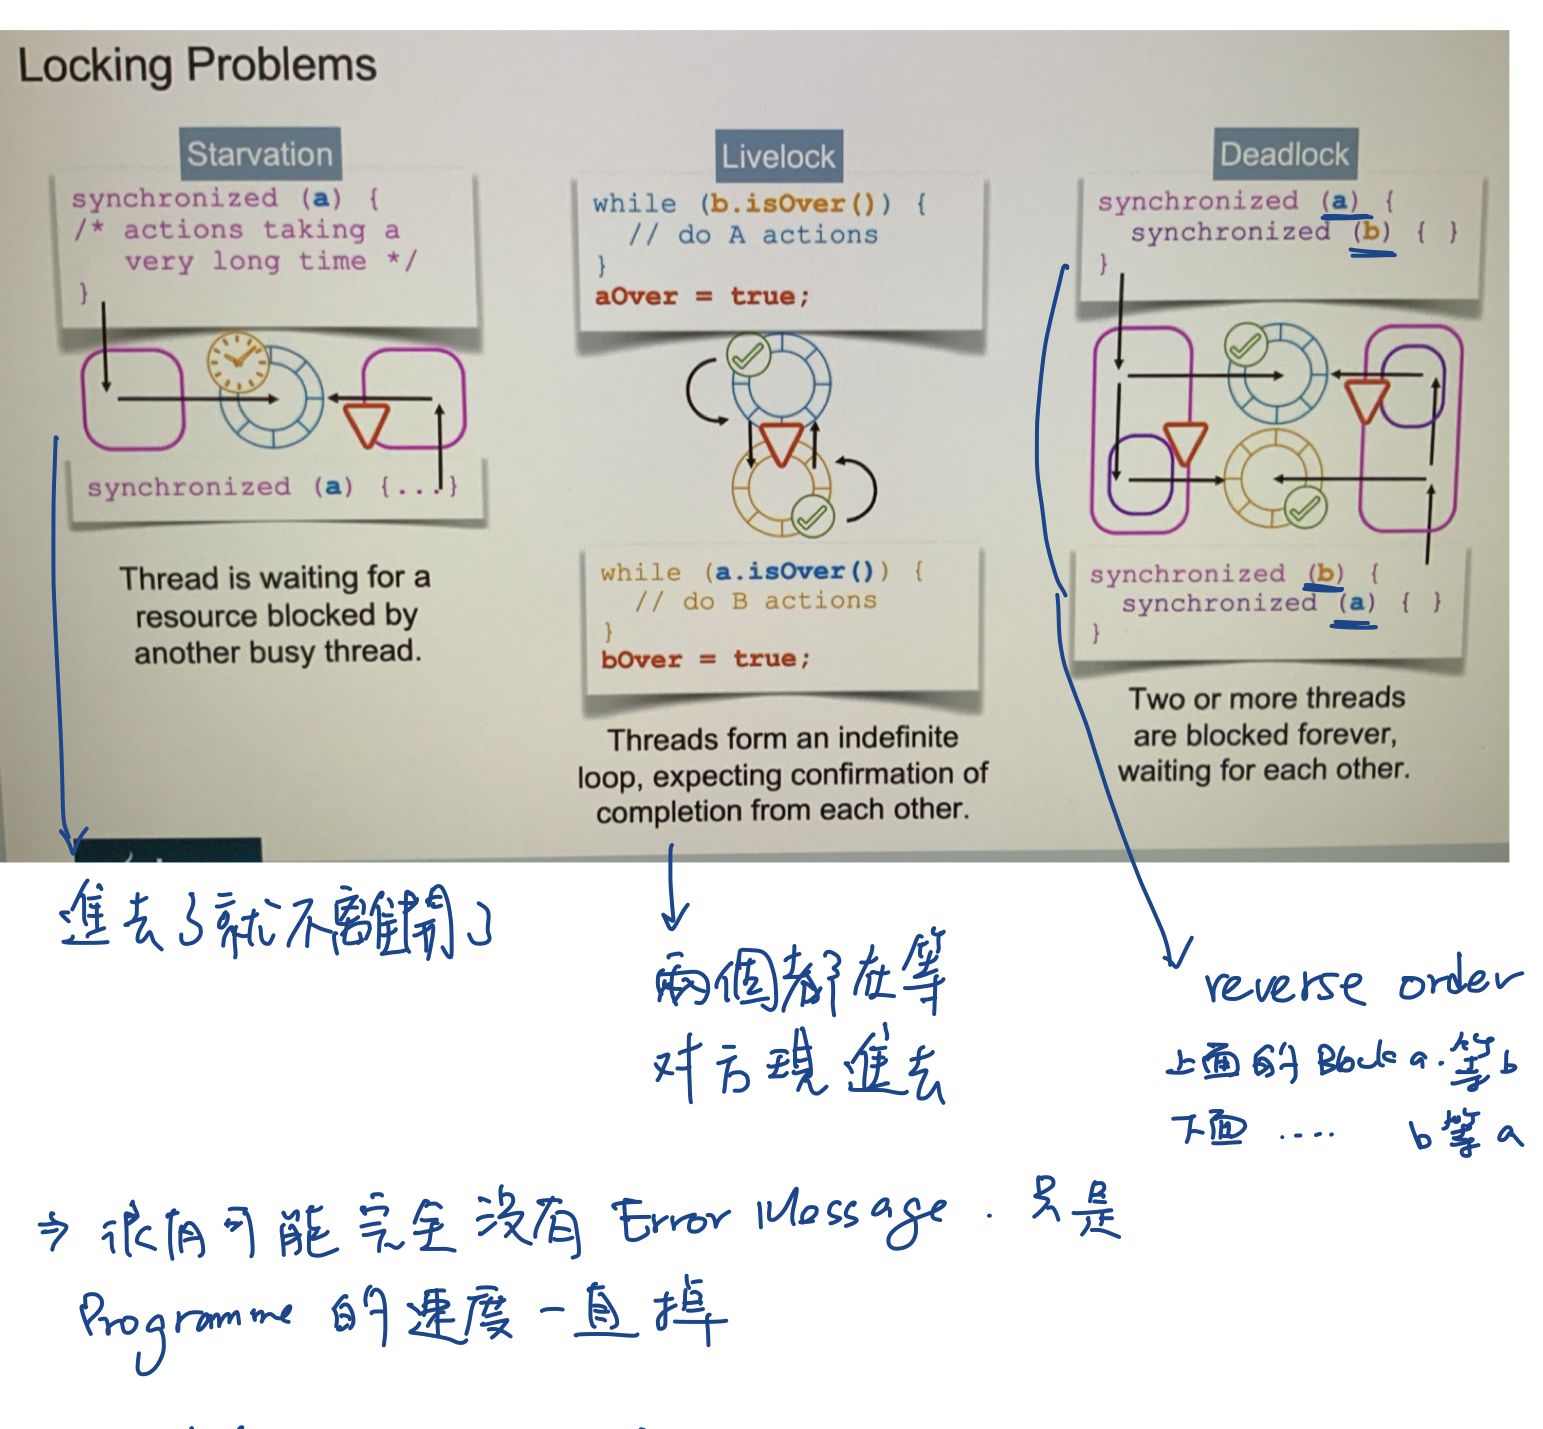 Locking Problems
Starvation
synchronized (a) {
/* actions taking a
very long time */
}
synchronized (a) {...}
Thread is waiting for a
resource blocked by
another busy thread.
Livelock
while (b.isOver()) {
// do A actions
}
aOver = true;
while (a.isOver()) {
// do B actions
}
bOver = true;
Threads form an indefinite
loop, expecting confirmation of
completion from each other.
Deadlock
synchronized (a) {
synchronized (b) { }
}
synchronized (b) {
synchronized (a) { }
}
Two or more threads
are blocked forever,
waiting for each other.
進去了就不離開了
兩個都在等
对方現進去
reverse order
上面的 Block a. 等 b
下面 ..... b 等 a
⇒ 很有可能完全沒有 Error Message . 只是
Programme 的速度一直掉